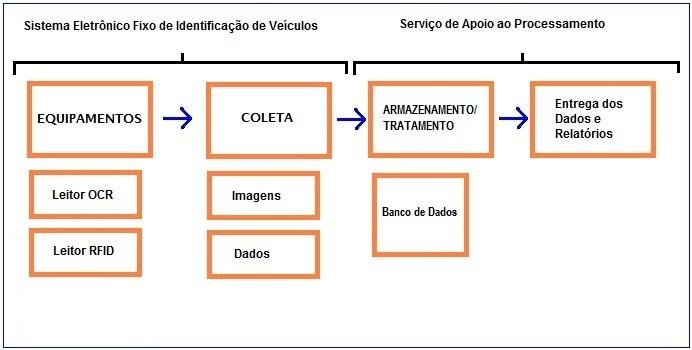 Sistema Eletrônico Fixo de Identificação de Veículos
Serviço de Apoio ao Processamento
EQUIPAMENTOS
COLETA
ARMAZENAMENTO/
TRATAMENTO
Entrega dos
Dados e
Relatórios
Leitor OCR
Imagens
Banco de Dados
Leitor RFID
Dados